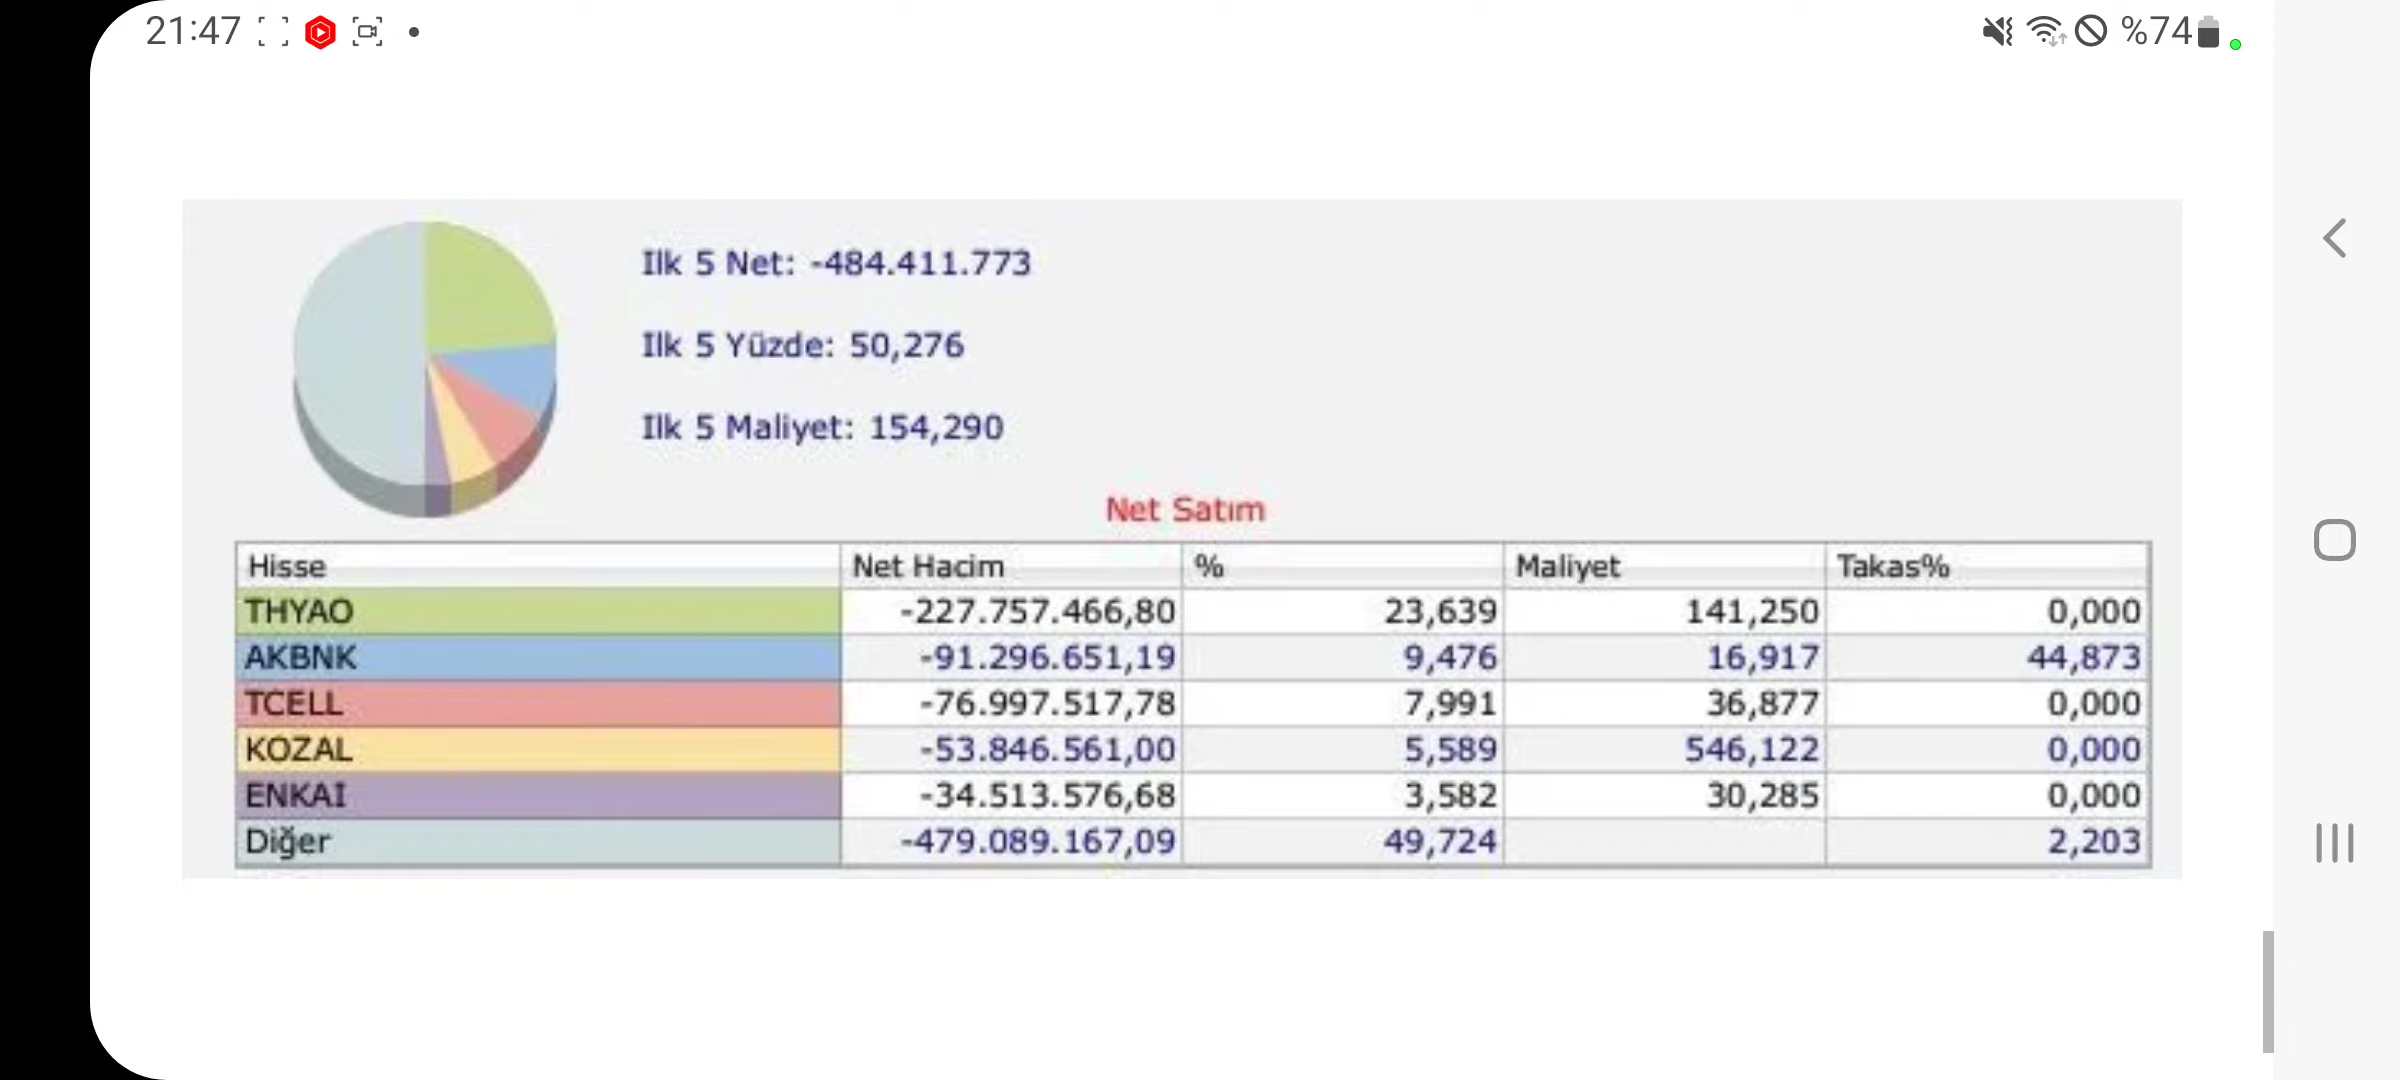 21:47
%74
Ilk 5 Net: -484.411.773
Ilk 5 Yüzde: 50,276
Ilk 5 Maliyet: 154,290
Net Satım
Hisse Net Hacim % Maliyet Takas%
THYAO -227.757.466,80 23,639 141,250 0,000
AKBNK -91.296.651,19 9,476 16,917 44,873
TCELL -76.997.517,78 7,991 36,877 0,000
KOZAL -53.846.561,00 5,589 546,122 0,000
ENKAI -34.513.576,68 3,582 30,285 0,000
Diğer -479.089.167,09 49,724 2,203